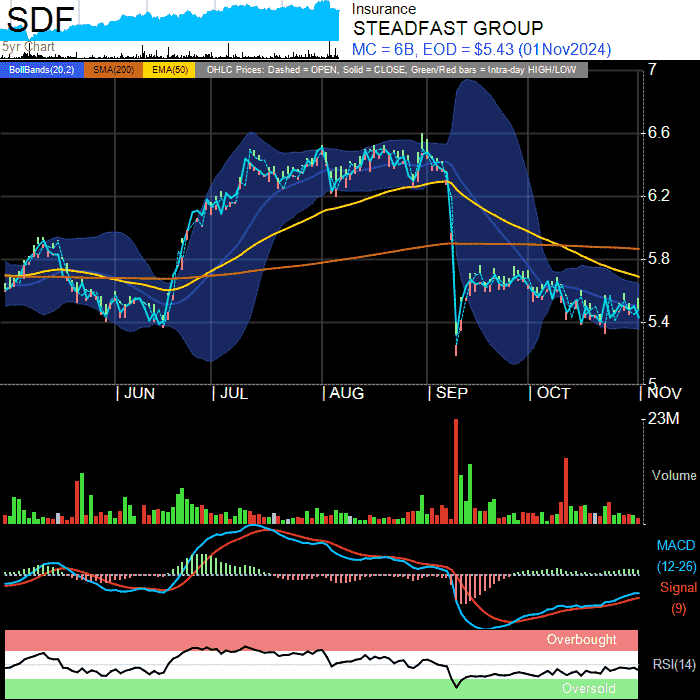 SDF
Insurance
STEADFAST GROUP
5yr Chart
MC = 6B, EOD = $5.43 (01Nov2024)
BollBands(20,2) SMA(200) EMA(50) OHLC Prices: Dashed = OPEN, Solid = CLOSE, Green/Red bars = Intra-day HIGH/LOW
7
6.6
6.2
5.8
5.4
5
| JUN | JUL | AUG | SEP | OCT | NOV
23M
Volume
MACD
(12-26)
Signal
(9)
Overbought
RSI(14)
Oversold